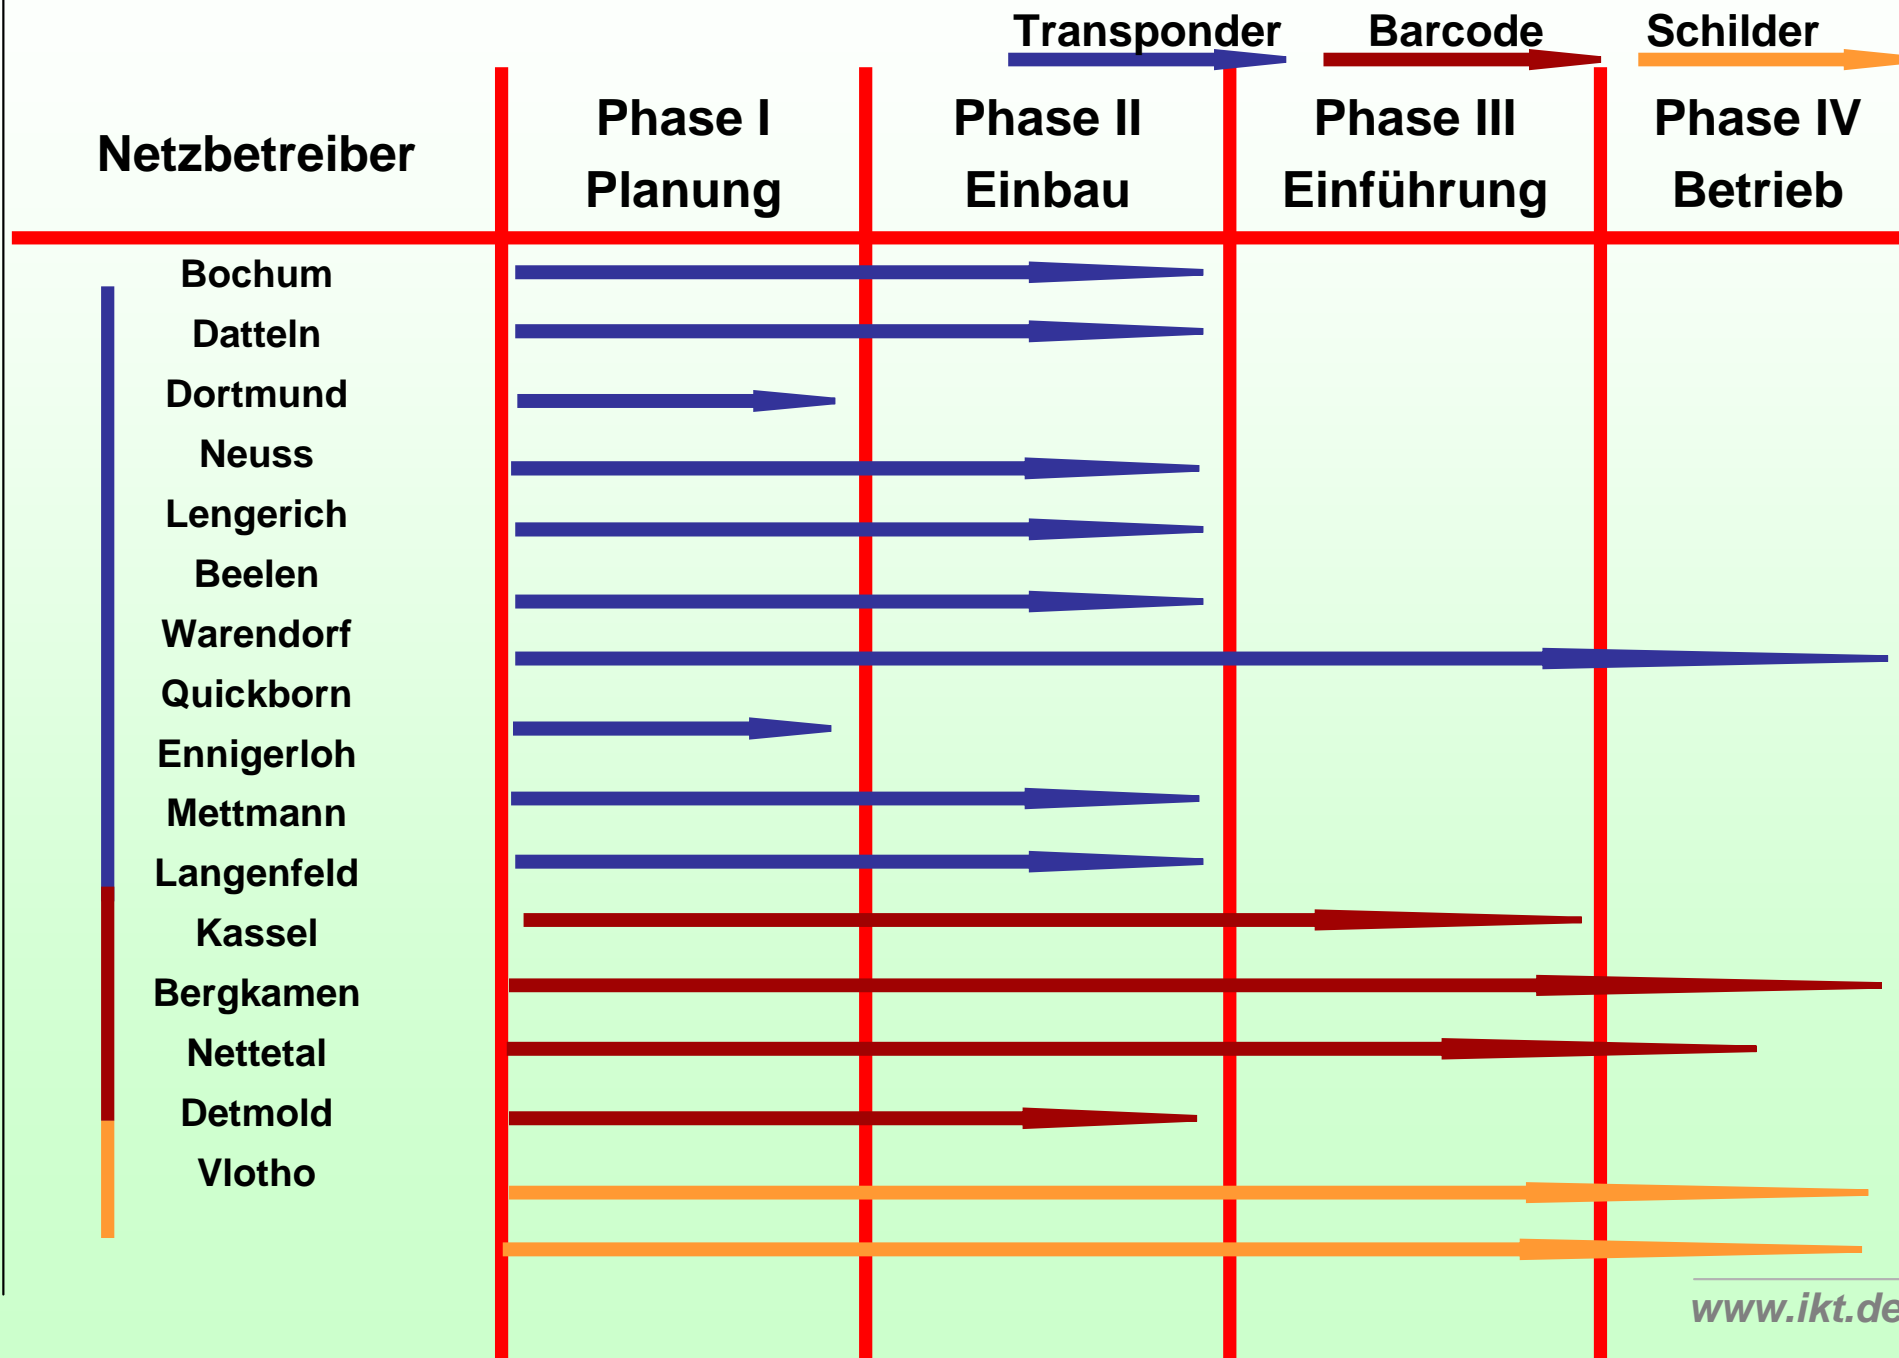 Transponder Barcode Schilder
Netzbetreiber
Phase I
Planung
Phase II
Einbau
Phase III
Einführung
Phase IV
Betrieb
Bochum
Datteln
Dortmund
Neuss
Lengerich
Beelen
Warendorf
Quickborn
Ennigerloh
Mettmann
Langenfeld
Kassel
Bergkamen
Nettetal
Detmold
Vlotho
www.ikt.de